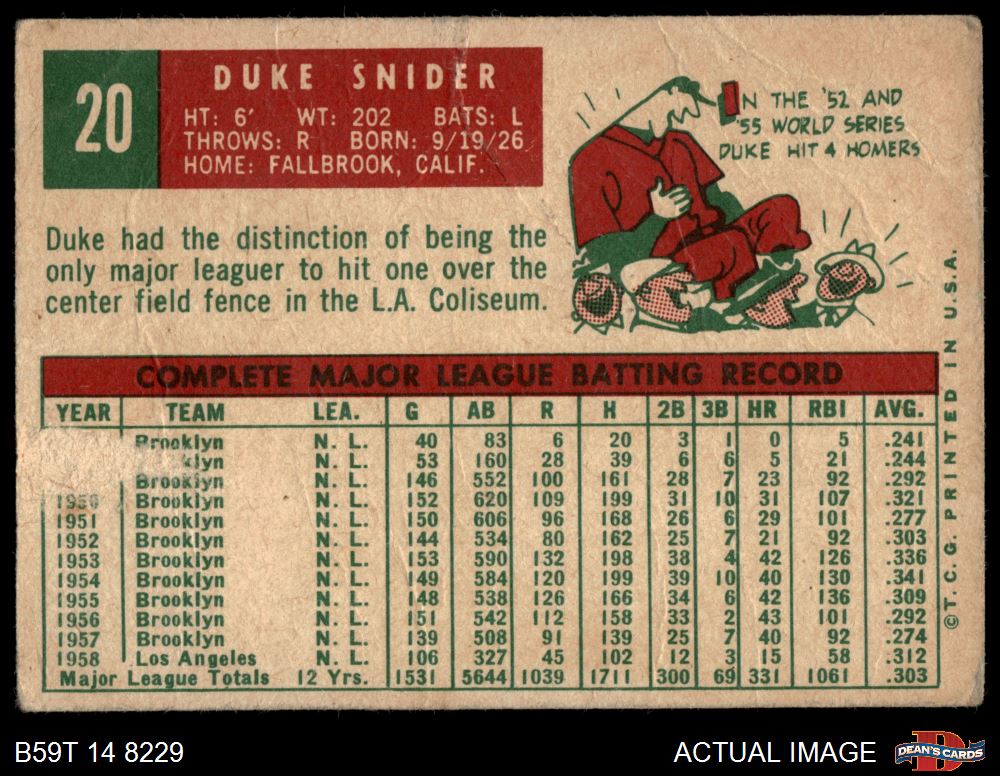 20
DUKE SNIDER
HT: 6' WT: 202 BATS: L
THROWS: R BORN: 9/19/26
HOME: FALLBROOK, CALIF.
IN THE '52 AND
'55 WORLD SERIES
DUKE HIT 4 HOMERS
Duke had the distinction of being the
only major leaguer to hit one over the
center field fence in the L.A. Coliseum.
COMPLETE MAJOR LEAGUE BATTING RECORD
YEAR TEAM LEA. G AB R H 2B 3B HR RBI AVG.
Brooklyn N. L. 40 83 6 20 3 1 0 5 .241
N. L. 53 160 28 39 6 6 5 21 .244
Brooklyn N. L. 146 552 100 161 28 7 23 92 .292
1950 Brooklyn N. L. 152 620 109 199 31 10 31 107 .321
1951 Brooklyn N. L. 150 606 96 168 26 6 29 101 .277
1952 Brooklyn N. L. 144 534 80 162 25 7 21 92 .303
1953 Brooklyn N. L. 153 590 132 198 38 4 42 126 .336
1954 Brooklyn N. L. 149 584 120 199 39 10 40 130 .341
1955 Brooklyn N. L. 148 538 126 166 34 6 42 136 .309
1956 Brooklyn N. L. 151 542 112 158 33 2 43 101 .292
1957 Brooklyn N. L. 139 508 91 139 25 7 40 92 .274
1958 Los Angeles N. L. 106 327 45 102 12 3 15 58 .312
Major League Totals 12 Yrs. 1531 5644 1039 1711 300 69 331 1061 .303
© T. C. G. PRINTED IN U.S.A.
B59T 14 8229
ACTUAL IMAGE
DEAN'S CARDS